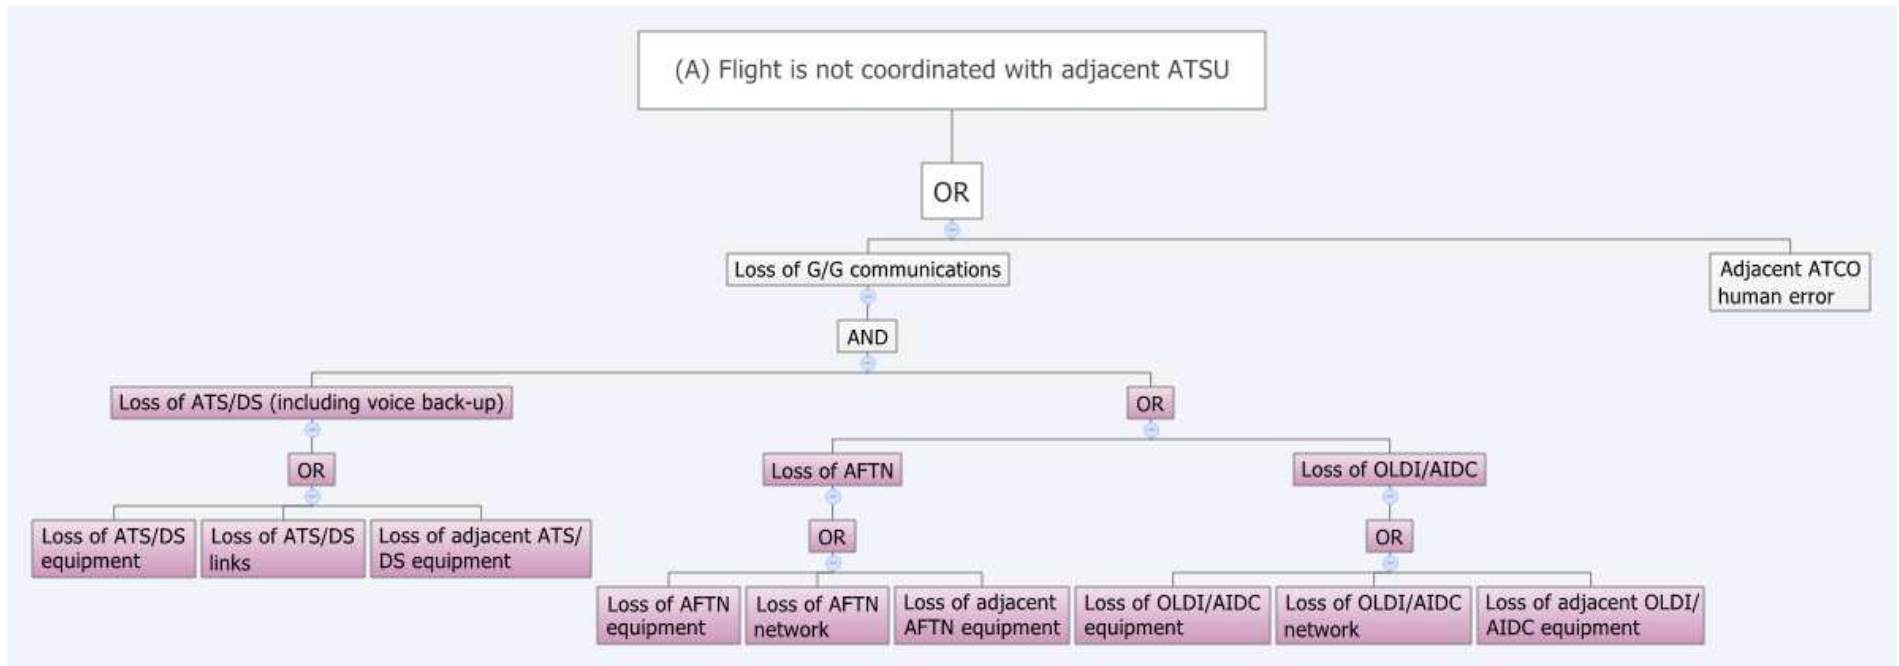 (A) Flight is not coordinated with adjacent ATSU
OR
Loss of G/G communications
Adjacent ATCO
human error
AND
Loss of ATS/DS (including voice back-up)
OR
OR
Loss of AFTN
Loss of OLDI/AIDC
Loss of ATS/DS
equipment
Loss of ATS/DS
links
Loss of adjacent ATS/
DS equipment
OR
OR
Loss of AFTN
equipment
Loss of AFTN
network
Loss of adjacent
AFTN equipment
Loss of OLDI/AIDC
equipment
Loss of OLDI/AIDC
network
Loss of adjacent OLDI/
AIDC equipment